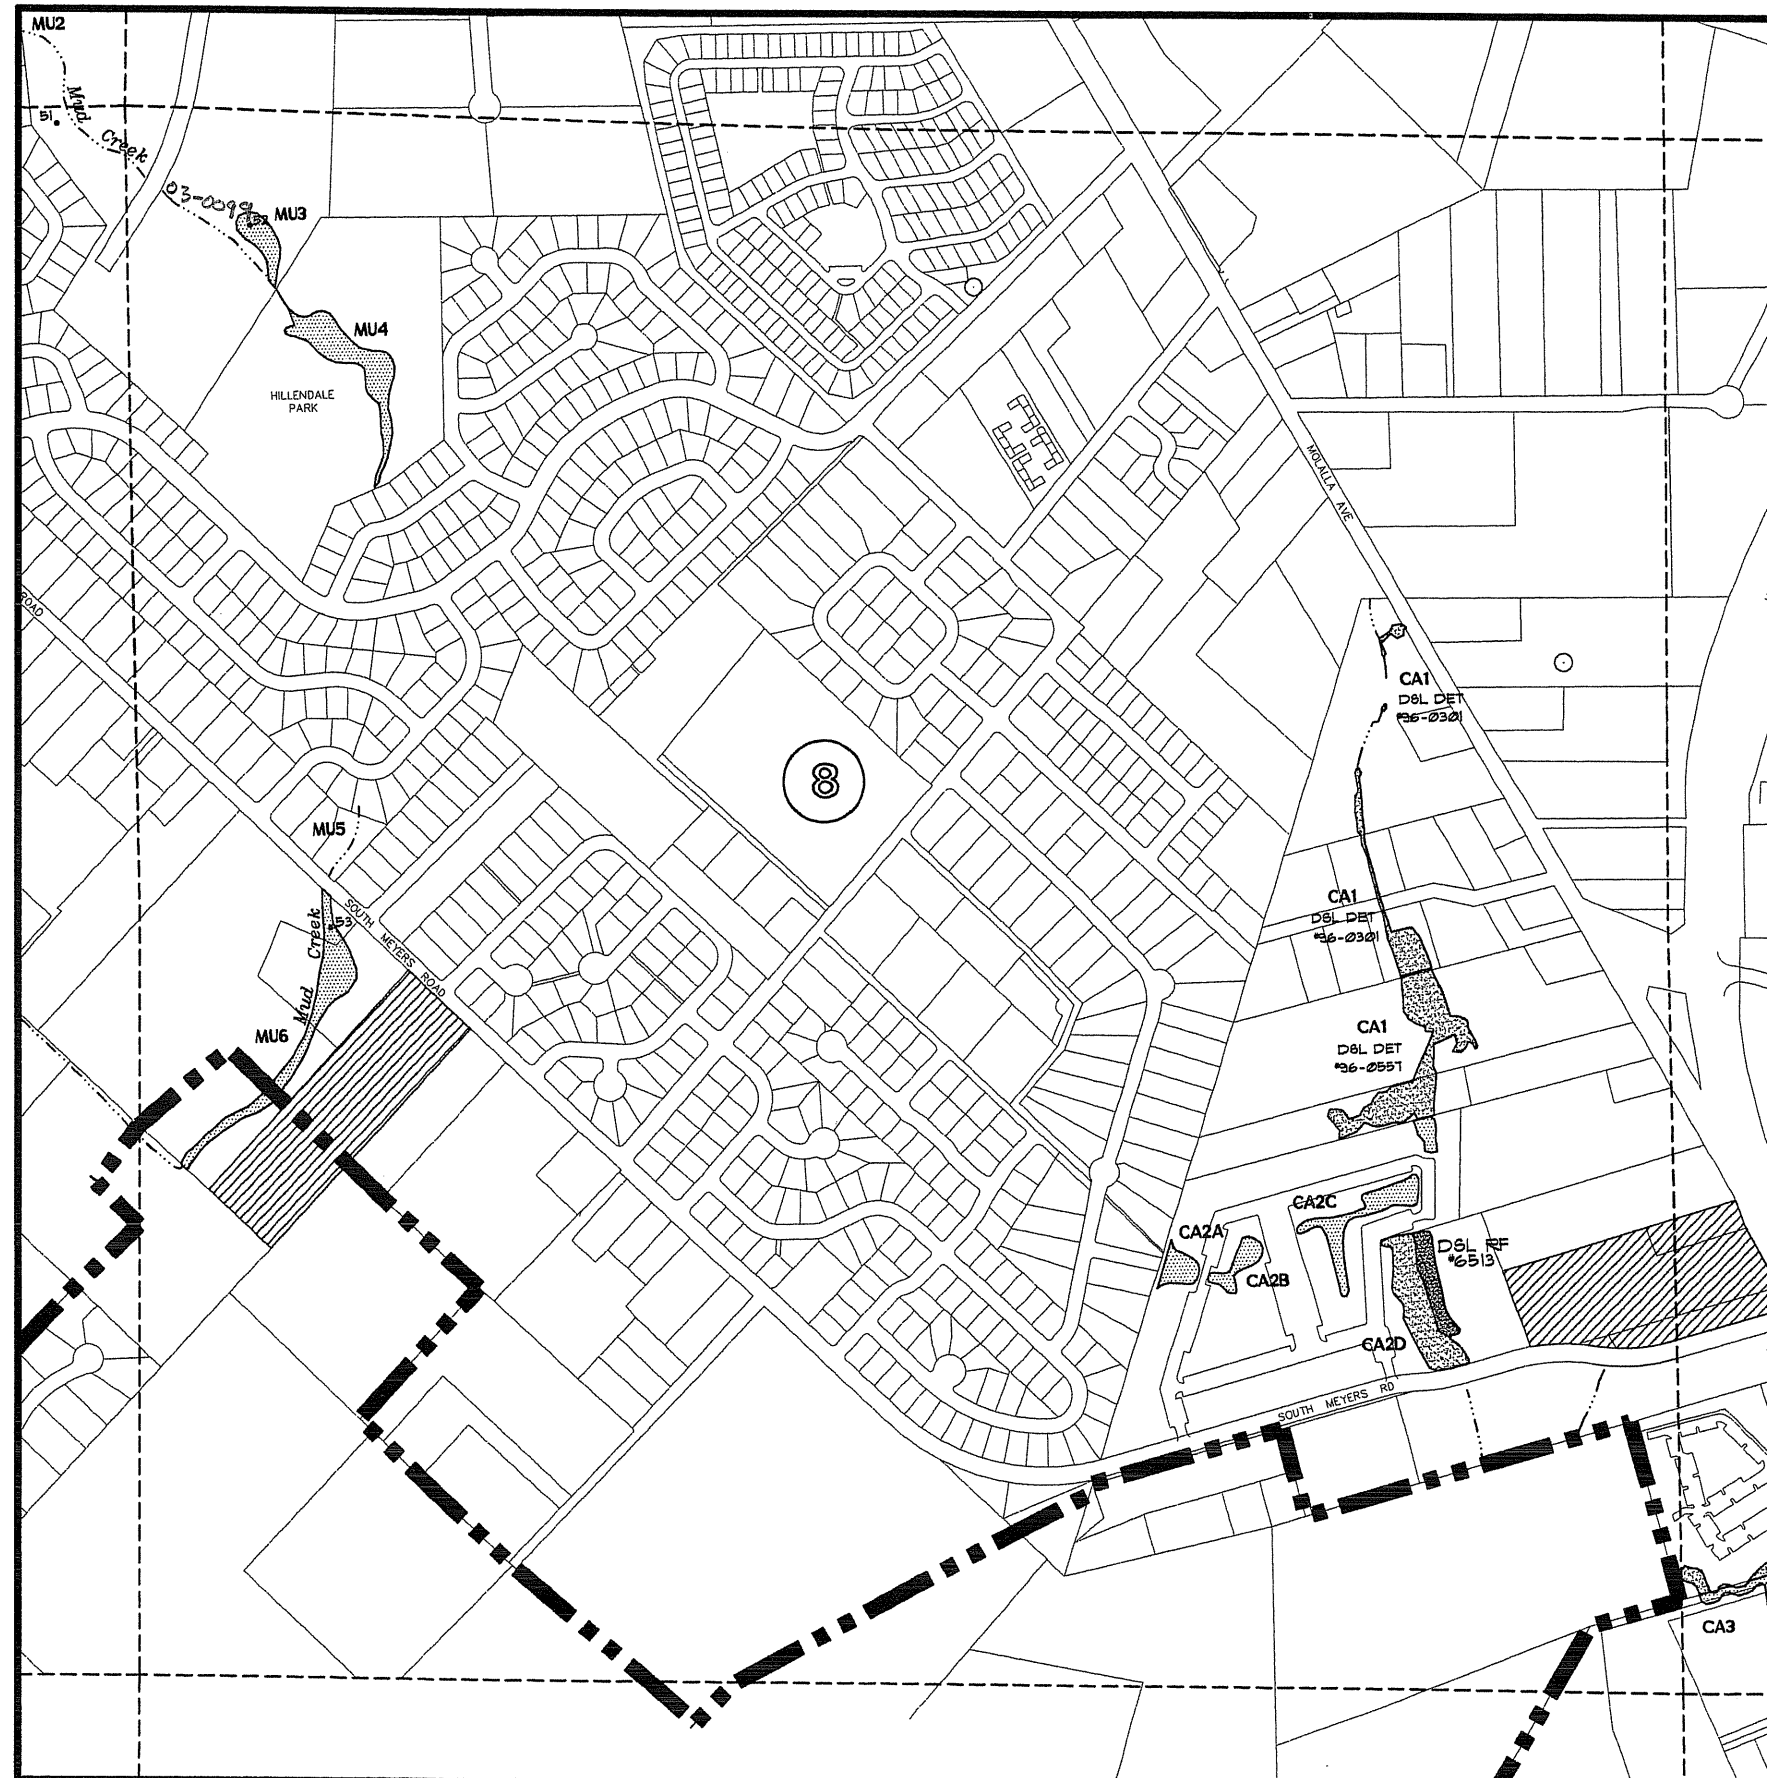 MU2
Mud
Creek
51
03-0099
52
MU3
MU4
HILLENDALE
PARK
MOLALLA AVE
ROAD
CA1
DSL DET
#96-0301
8
MU5
SOUTH MEYERS ROAD
53
Mud Creek
MU6
CA1
DSL DET
#96-0301
CA1
DSL DET
#96-0557
CA2C
CA2A
CA2B
DSL RF
#6513
CA2D
SOUTH MEYERS RD
CA3